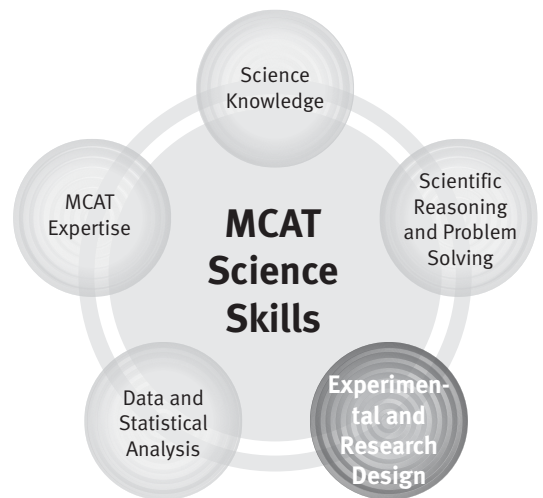 Science
Knowledge
Scientific
Reasoning
and Problem
Solving
Experimen-
tal and
Research
Design
Data and
Statistical
Analysis
MCAT
Expertise
MCAT
Science
Skills